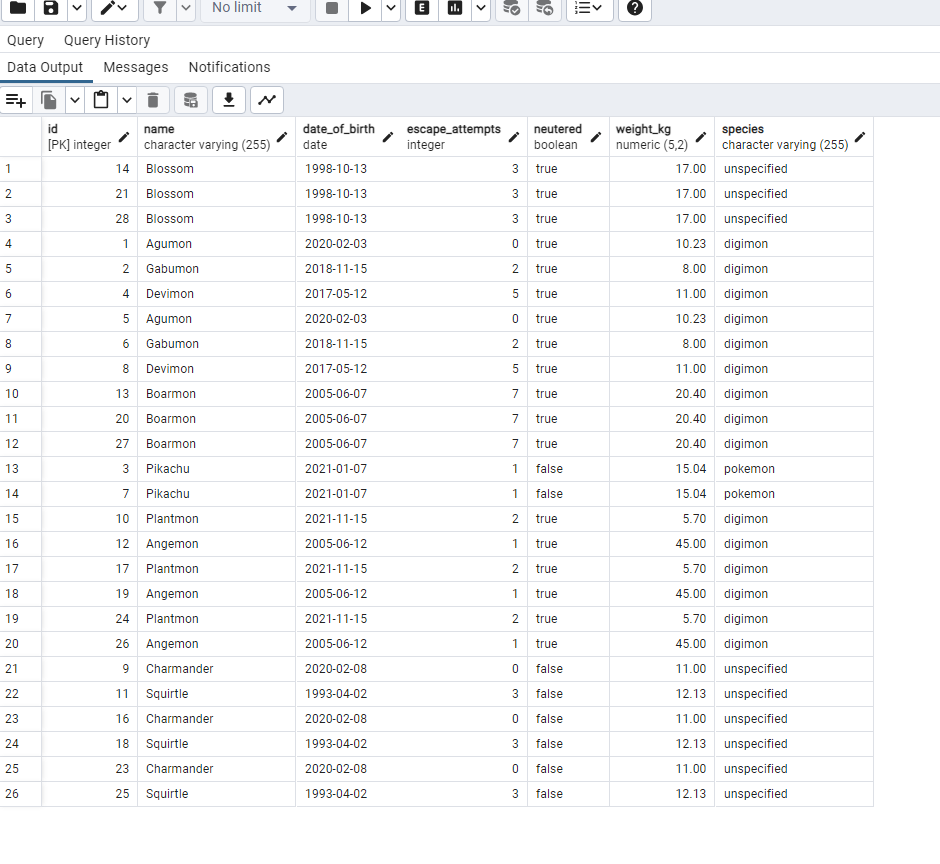 No limit
E
Query Query History
Data Output Messages Notifications
id name date_of_birth escape_attempts neutered weight_kg species
[PK] integer character varying (255) date integer boolean numeric (5,2) character varying (255)
1 14 Blossom 1998-10-13 3 true 17.00 unspecified
2 21 Blossom 1998-10-13 3 true 17.00 unspecified
3 28 Blossom 1998-10-13 3 true 17.00 unspecified
4 1 Agumon 2020-02-03 0 true 10.23 digimon
5 2 Gabumon 2018-11-15 2 true 8.00 digimon
6 4 Devimon 2017-05-12 5 true 11.00 digimon
7 5 Agumon 2020-02-03 0 true 10.23 digimon
8 6 Gabumon 2018-11-15 2 true 8.00 digimon
9 8 Devimon 2017-05-12 5 true 11.00 digimon
10 13 Boarmon 2005-06-07 7 true 20.40 digimon
11 20 Boarmon 2005-06-07 7 true 20.40 digimon
12 27 Boarmon 2005-06-07 7 true 20.40 digimon
13 3 Pikachu 2021-01-07 1 false 15.04 pokemon
14 7 Pikachu 2021-01-07 1 false 15.04 pokemon
15 10 Plantmon 2021-11-15 2 true 5.70 digimon
16 12 Angemon 2005-06-12 1 true 45.00 digimon
17 17 Plantmon 2021-11-15 2 true 5.70 digimon
18 19 Angemon 2005-06-12 1 true 45.00 digimon
19 24 Plantmon 2021-11-15 2 true 5.70 digimon
20 26 Angemon 2005-06-12 1 true 45.00 digimon
21 9 Charmander 2020-02-08 0 false 11.00 unspecified
22 11 Squirtle 1993-04-02 3 false 12.13 unspecified
23 16 Charmander 2020-02-08 0 false 11.00 unspecified
24 18 Squirtle 1993-04-02 3 false 12.13 unspecified
25 23 Charmander 2020-02-08 0 false 11.00 unspecified
26 25 Squirtle 1993-04-02 3 false 12.13 unspecified